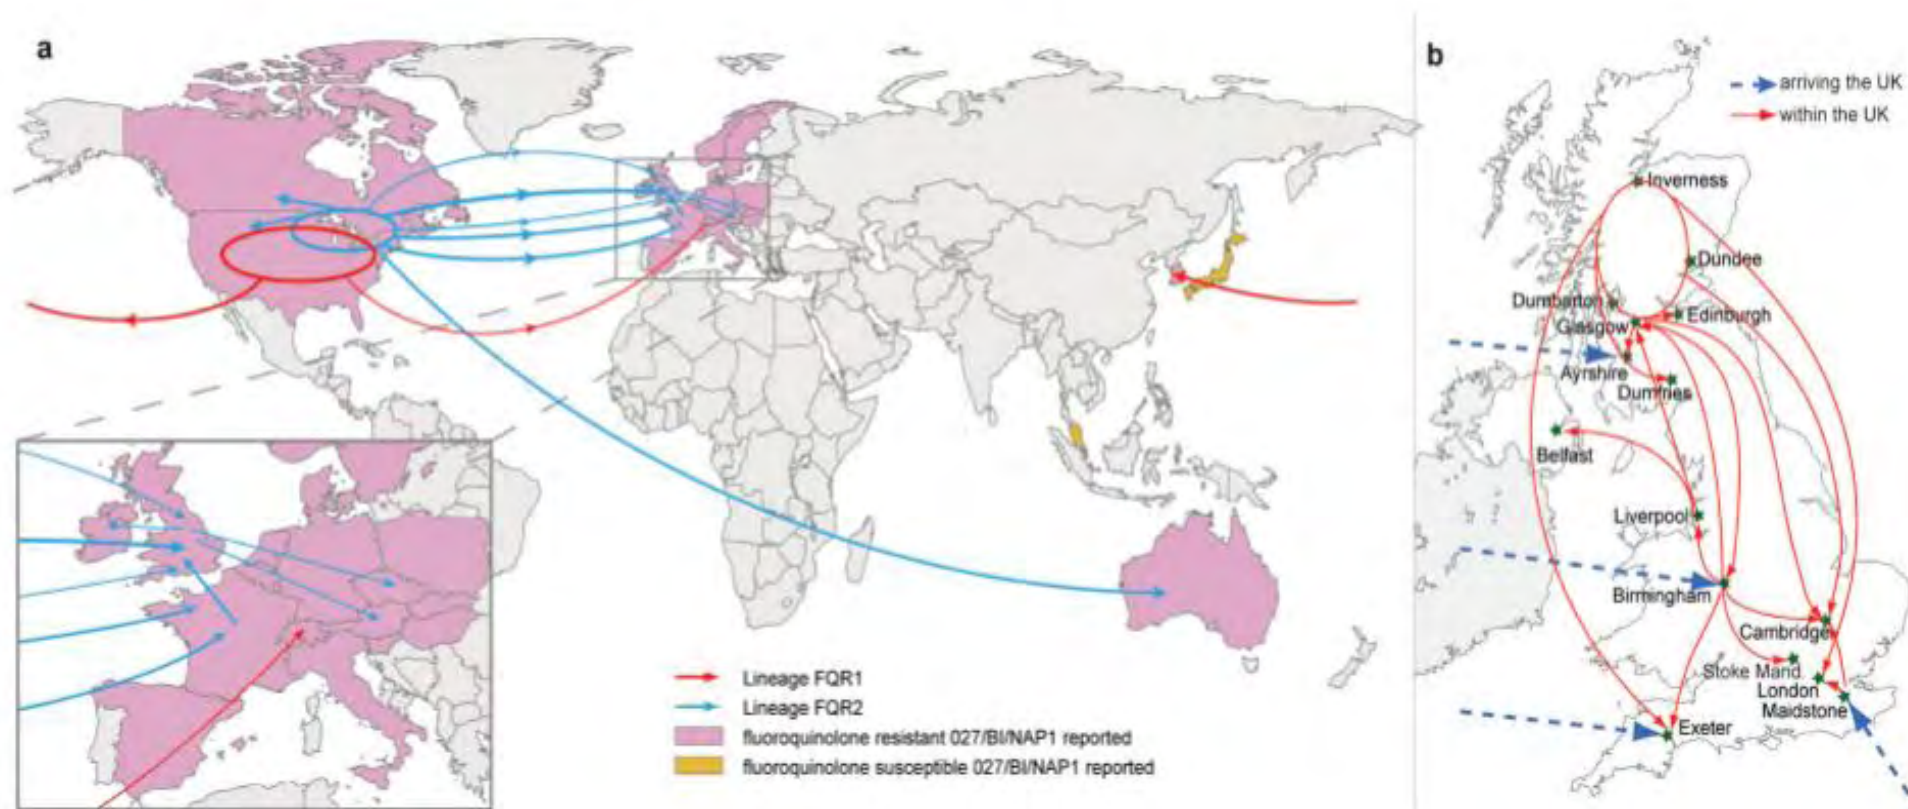 a
Lineage FQR1
Lineage FQR2
fluoroquinolone resistant 027/BI/NAP1 reported
fluoroquinolone susceptible 027/BI/NAP1 reported
b
arriving the UK
within the UK
Inverness
Dundee
Dumbarton
Edinburgh
Glasgow
Ayrshire
Dumfries
Belfast
Liverpool
Birmingham
Cambridge
Stoke Mand.
London
Maidstone
Exeter